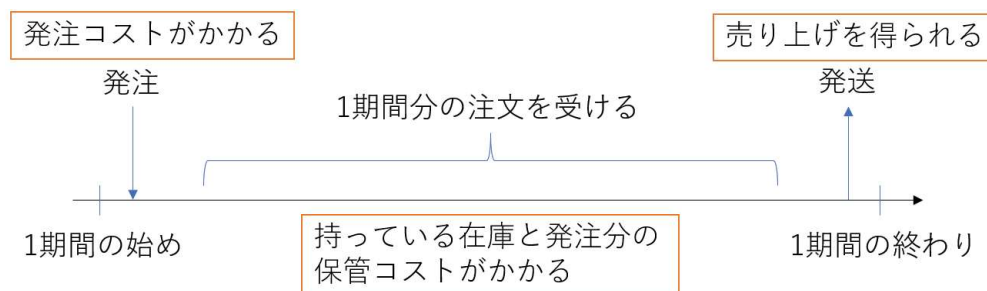 発注コストがかかる
売り上げを得られる
発注
発送
1期間分の注文を受ける
1期間の始め
持っている在庫と発注分の
保管コストがかかる
1期間の終わり